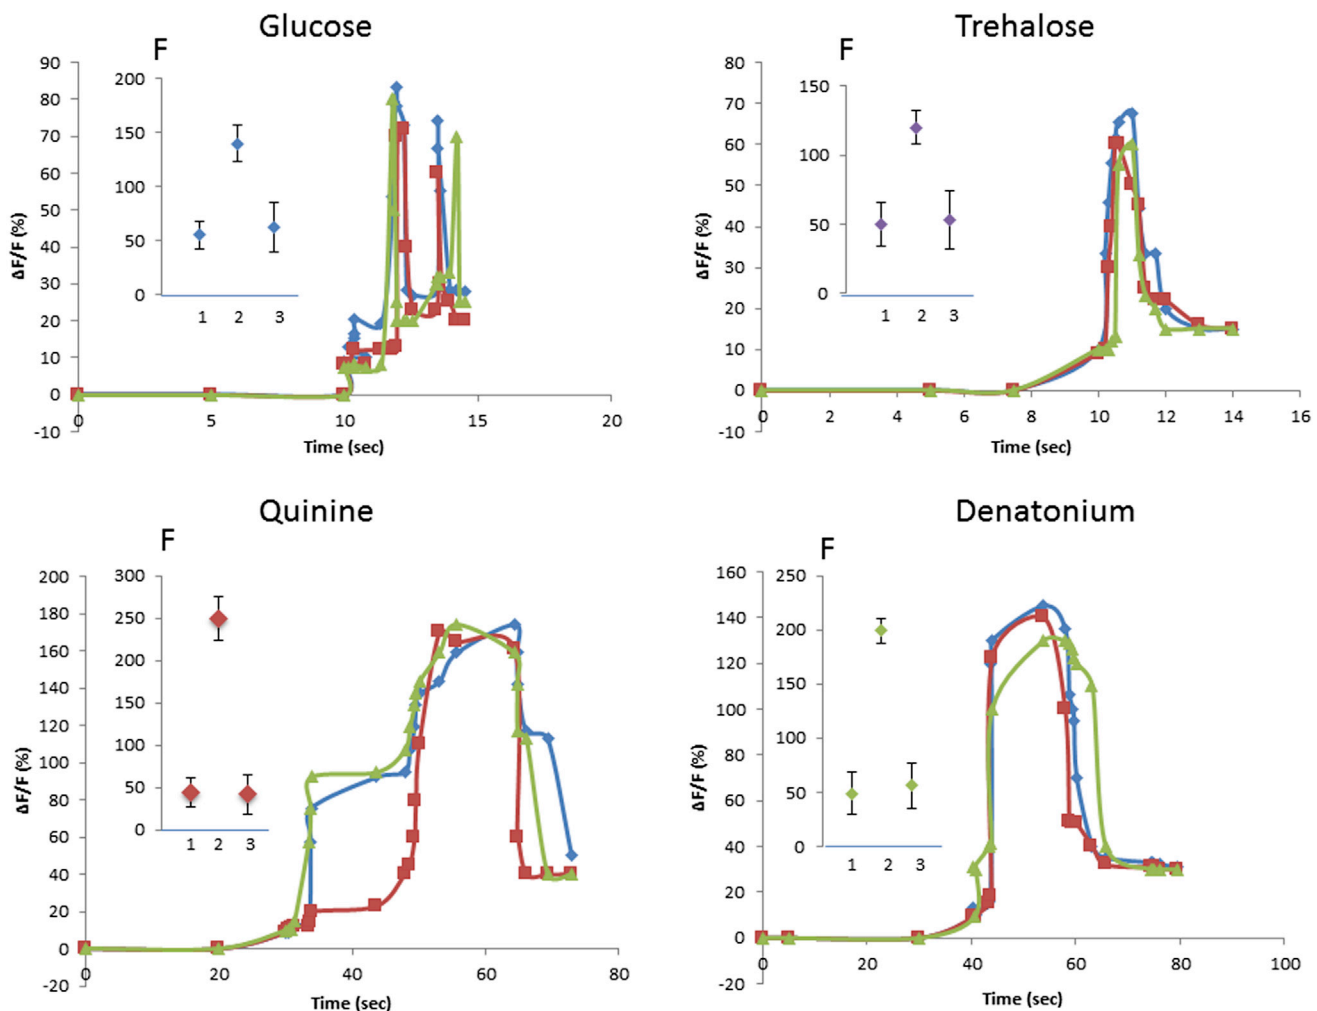 Glucose
F
90
80
70
60
50
40
30
20
10
0
-10
ΔF/F (%)
200
150
100
50
0
1 2 3
0 5 10 15 20
Time (sec)
Trehalose
F
80
70
60
50
40
30
20
10
0
-10
ΔF/F (%)
150
100
50
0
1 2 3
0 2 4 6 8 10 12 14 16
Time (sec)
Quinine
F
200
180
160
140
120
100
80
60
40
20
0
-20
ΔF/F (%)
300
250
200
150
100
50
0
1 2 3
0 20 40 60 80
Time (sec)
Denatonium
F
160
140
120
100
80
60
40
20
0
-20
ΔF/F (%)
250
200
150
100
50
0
1 2 3
0 20 40 60 80 100
Time (sec)